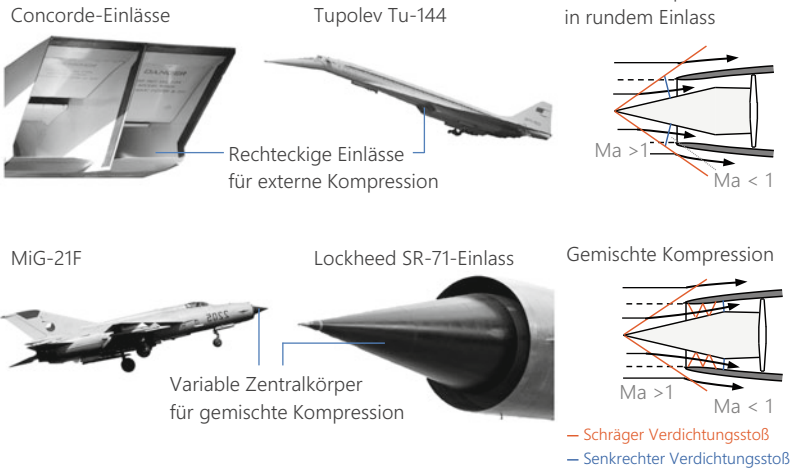 Concorde-Einlässe
Tupolev Tu-144
in rundem Einlass
DANGER
Rechteckige Einlässe
für externe Kompression
Ma >1
Ma < 1
MiG-21F
Lockheed SR-71-Einlass
Gemischte Kompression
2205
Variable Zentralkörper
für gemischte Kompression
Ma >1
Ma < 1
Schräger Verdichtungsstoß
Senkrechter Verdichtungsstoß